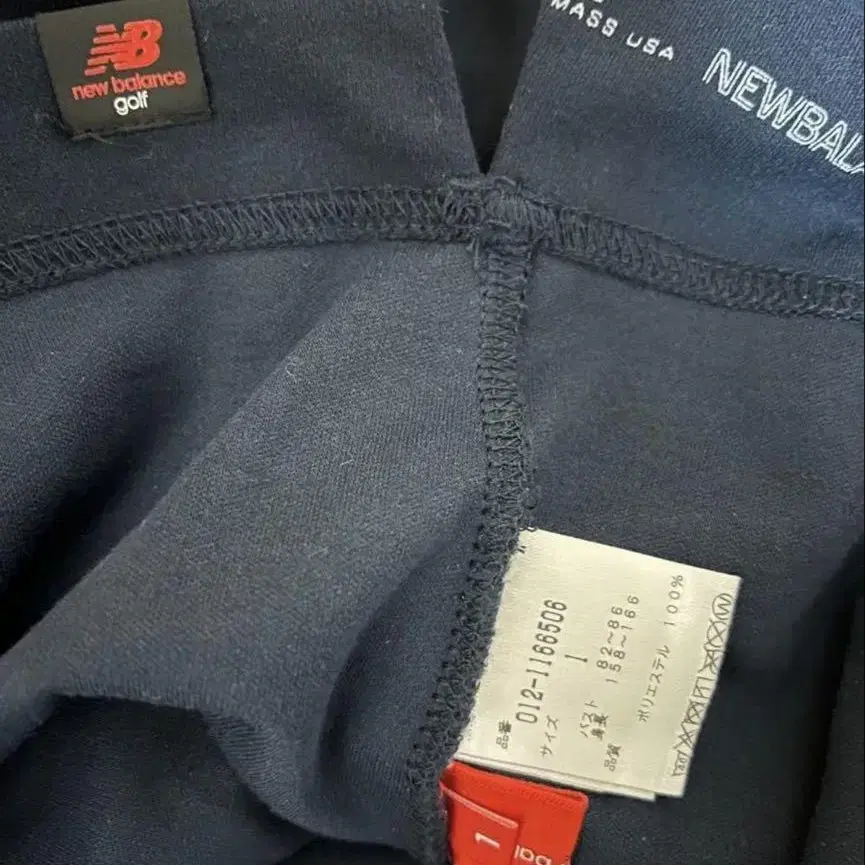 NB
new balance
golf
MASS USA
NEWBALA
品番
012-1166506
サイズ 1
バスト 82~86
身長 158~166
品質
ポリエステル 100%
1